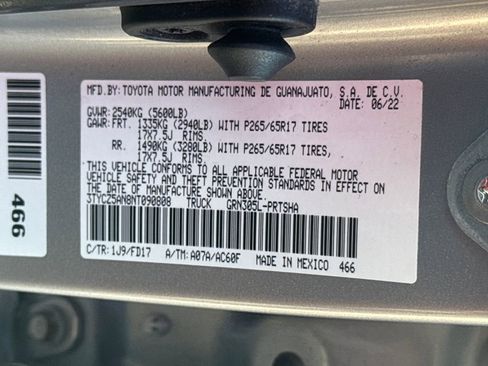 MFD.BY:TOYOTA MOTOR MANUFACTURING DE GUANAJUATO, S.A. DE C.V.
DATE: 06/22
GVWR: 2540KG (5600LB)
GAWR: FRT. 1335KG (2940LB) WITH P265/65R17 TIRES
17X7.5J RIMS,
RR. 1490KG (3280LB) WITH P265/65R17 TIRES,
17X7.5J RIMS.
THIS VEHICLE CONFORMS TO ALL APPLICABLE FEDERAL MOTOR
VEHICLE SAFETY AND THEFT PREVENTION STANDARDS IN EFFECT
ON THE DATE OF MANUFACTURE SHOWN ABOVE.
3TYCZ5AN8NT090808 TRUCK GRN305L-PRTSHA
C/TR: 1J9/FD17 A/TM: A07A/AC60F MADE IN MEXICO 466
466